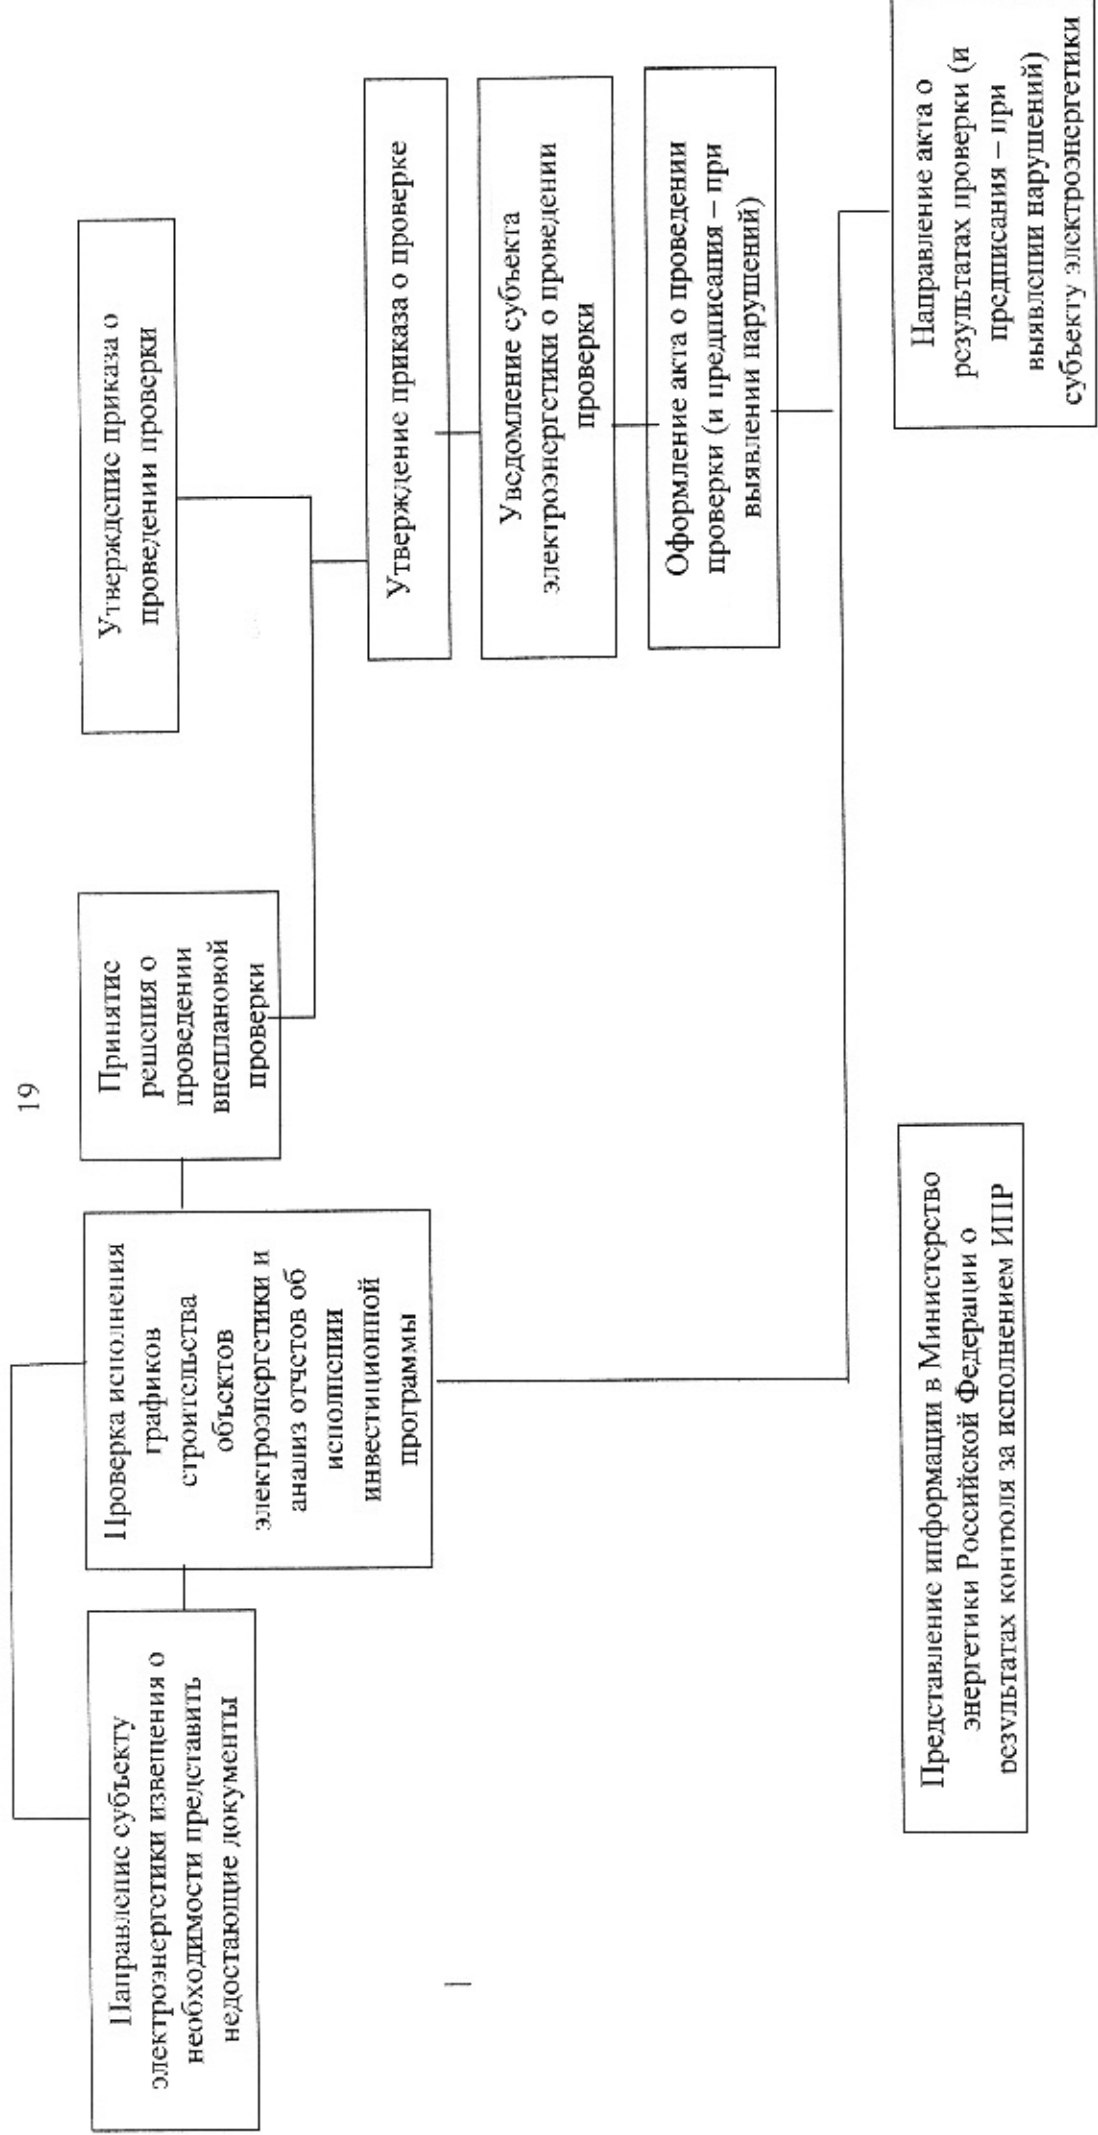 19
Направление субъекту
электроэнергетики извещения о
необходимости представить
недостающие документы
Проверка исполнения
графиков
строительства
объектов
электроэнергетики и
анализ отчетов об
исполнении
инвестиционной
программы
Принятие
решения о
проведении
внеплановой
проверки
Утверждение приказа о
проведении проверки
Утверждение приказа о проверке
Уведомление субъекта
электроэнергетики о проведении
проверки
Оформление акта о проведении
проверки (и предписания – при
выявлении нарушений)
Представление информации в Министерство
энергетики Российской Федерации о
результатах контроля за исполнением ИПР
Направление акта о
результатах проверки (и
предписания – при
выявлении нарушений)
субъекту электроэнергетики